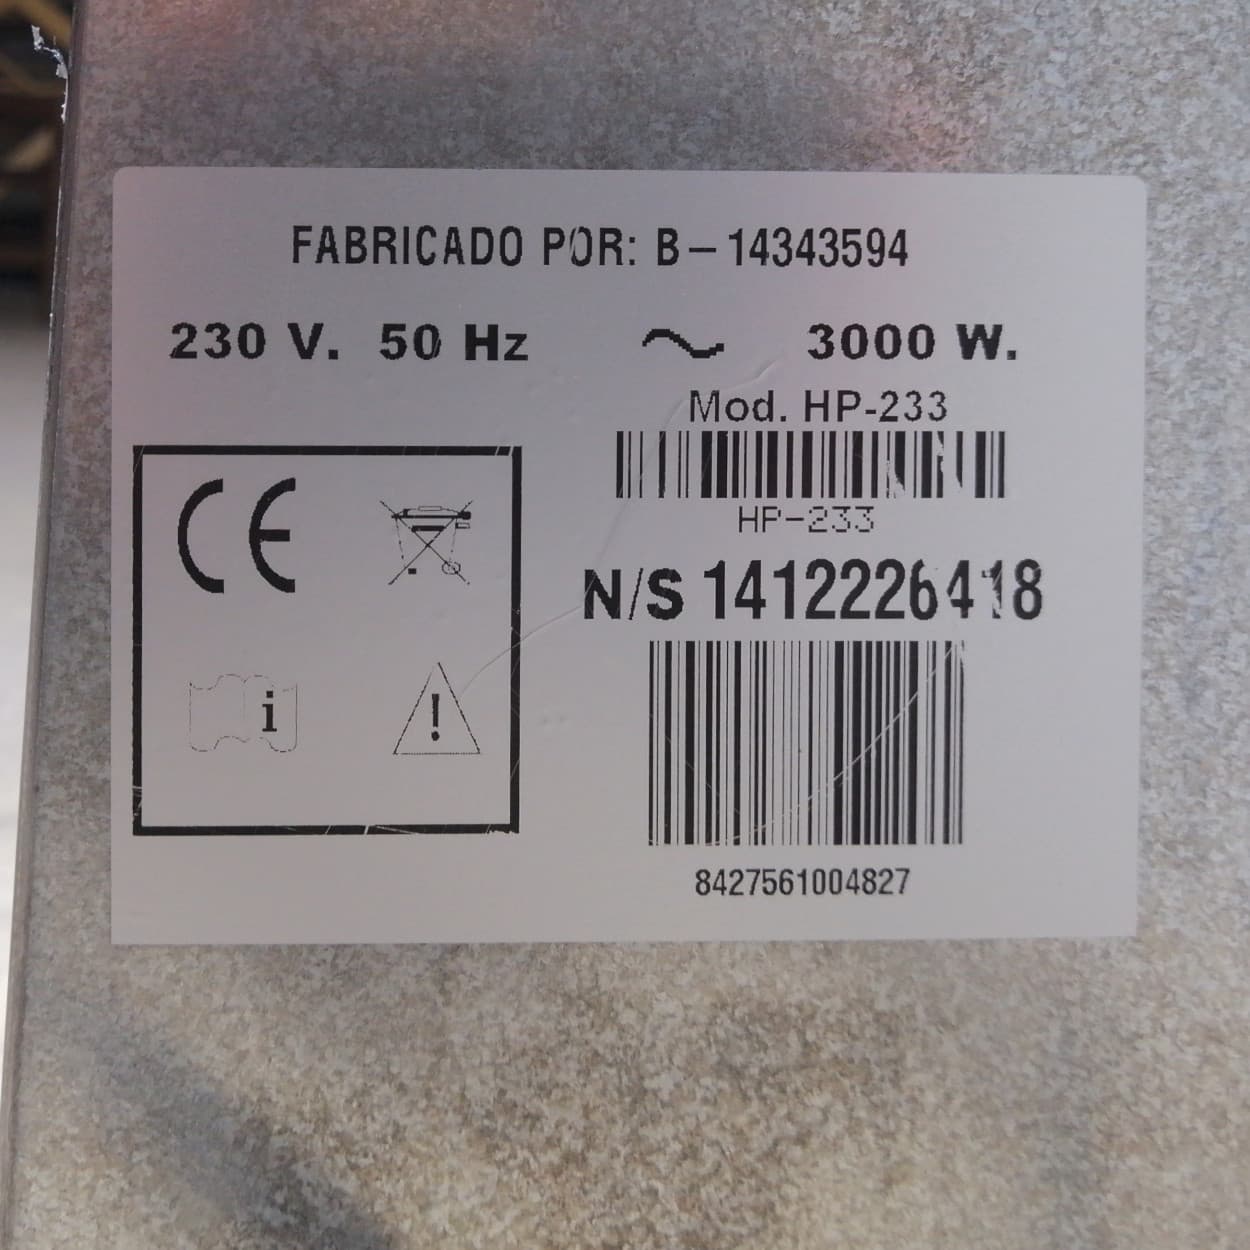 FABRICADO POR: B-14343594
230 V. 50 Hz ~ 3000 W.
Mod. HP-233
HP-233
CE
N/S 1412226418
i
!
8427561004827